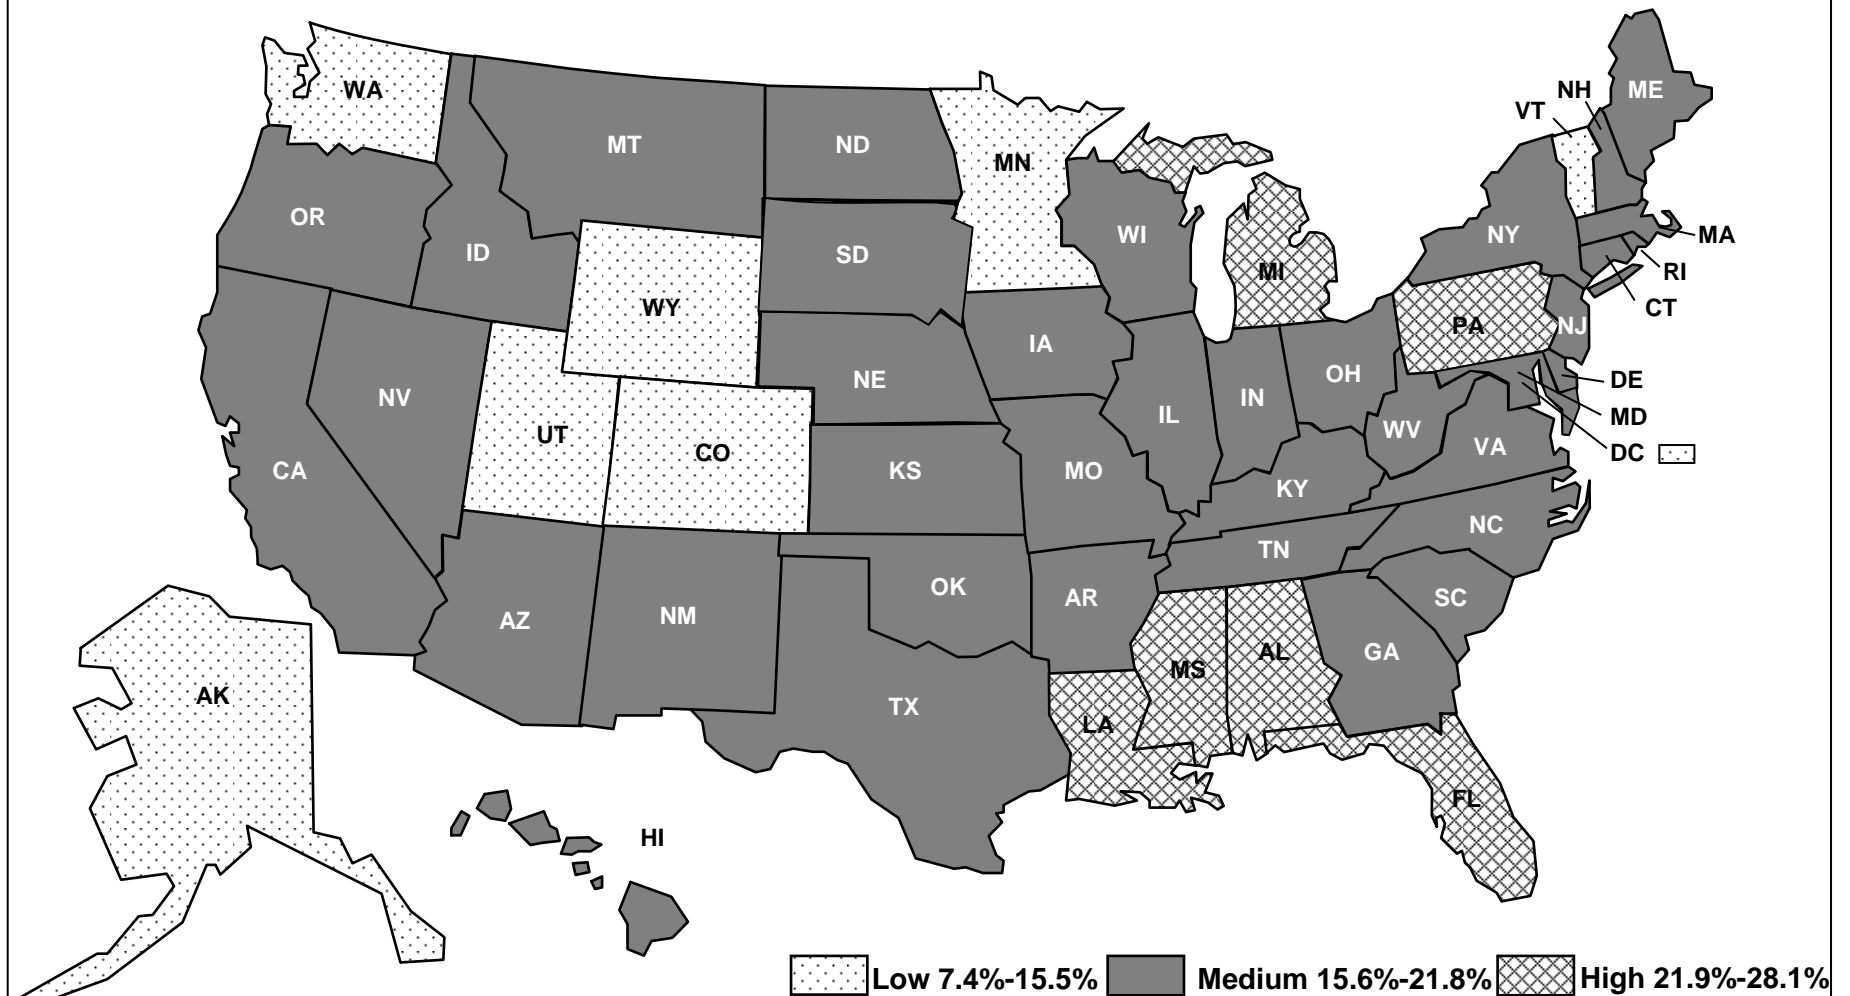 WA
MT
ND
MN
VT
NH
ME
OR
ID
SD
WI
NY
MA
MI
RI
WY
CT
PA
NJ
IA
NV
NE
OH
DE
IN
MD
UT
CO
IL
WV
VA
DC
CA
KS
MO
KY
NC
TN
OK
AR
SC
AZ
NM
GA
AL
MS
AK
TX
LA
FL
HI
Low 7.4%-15.5% Medium 15.6%-21.8% High 21.9%-28.1%